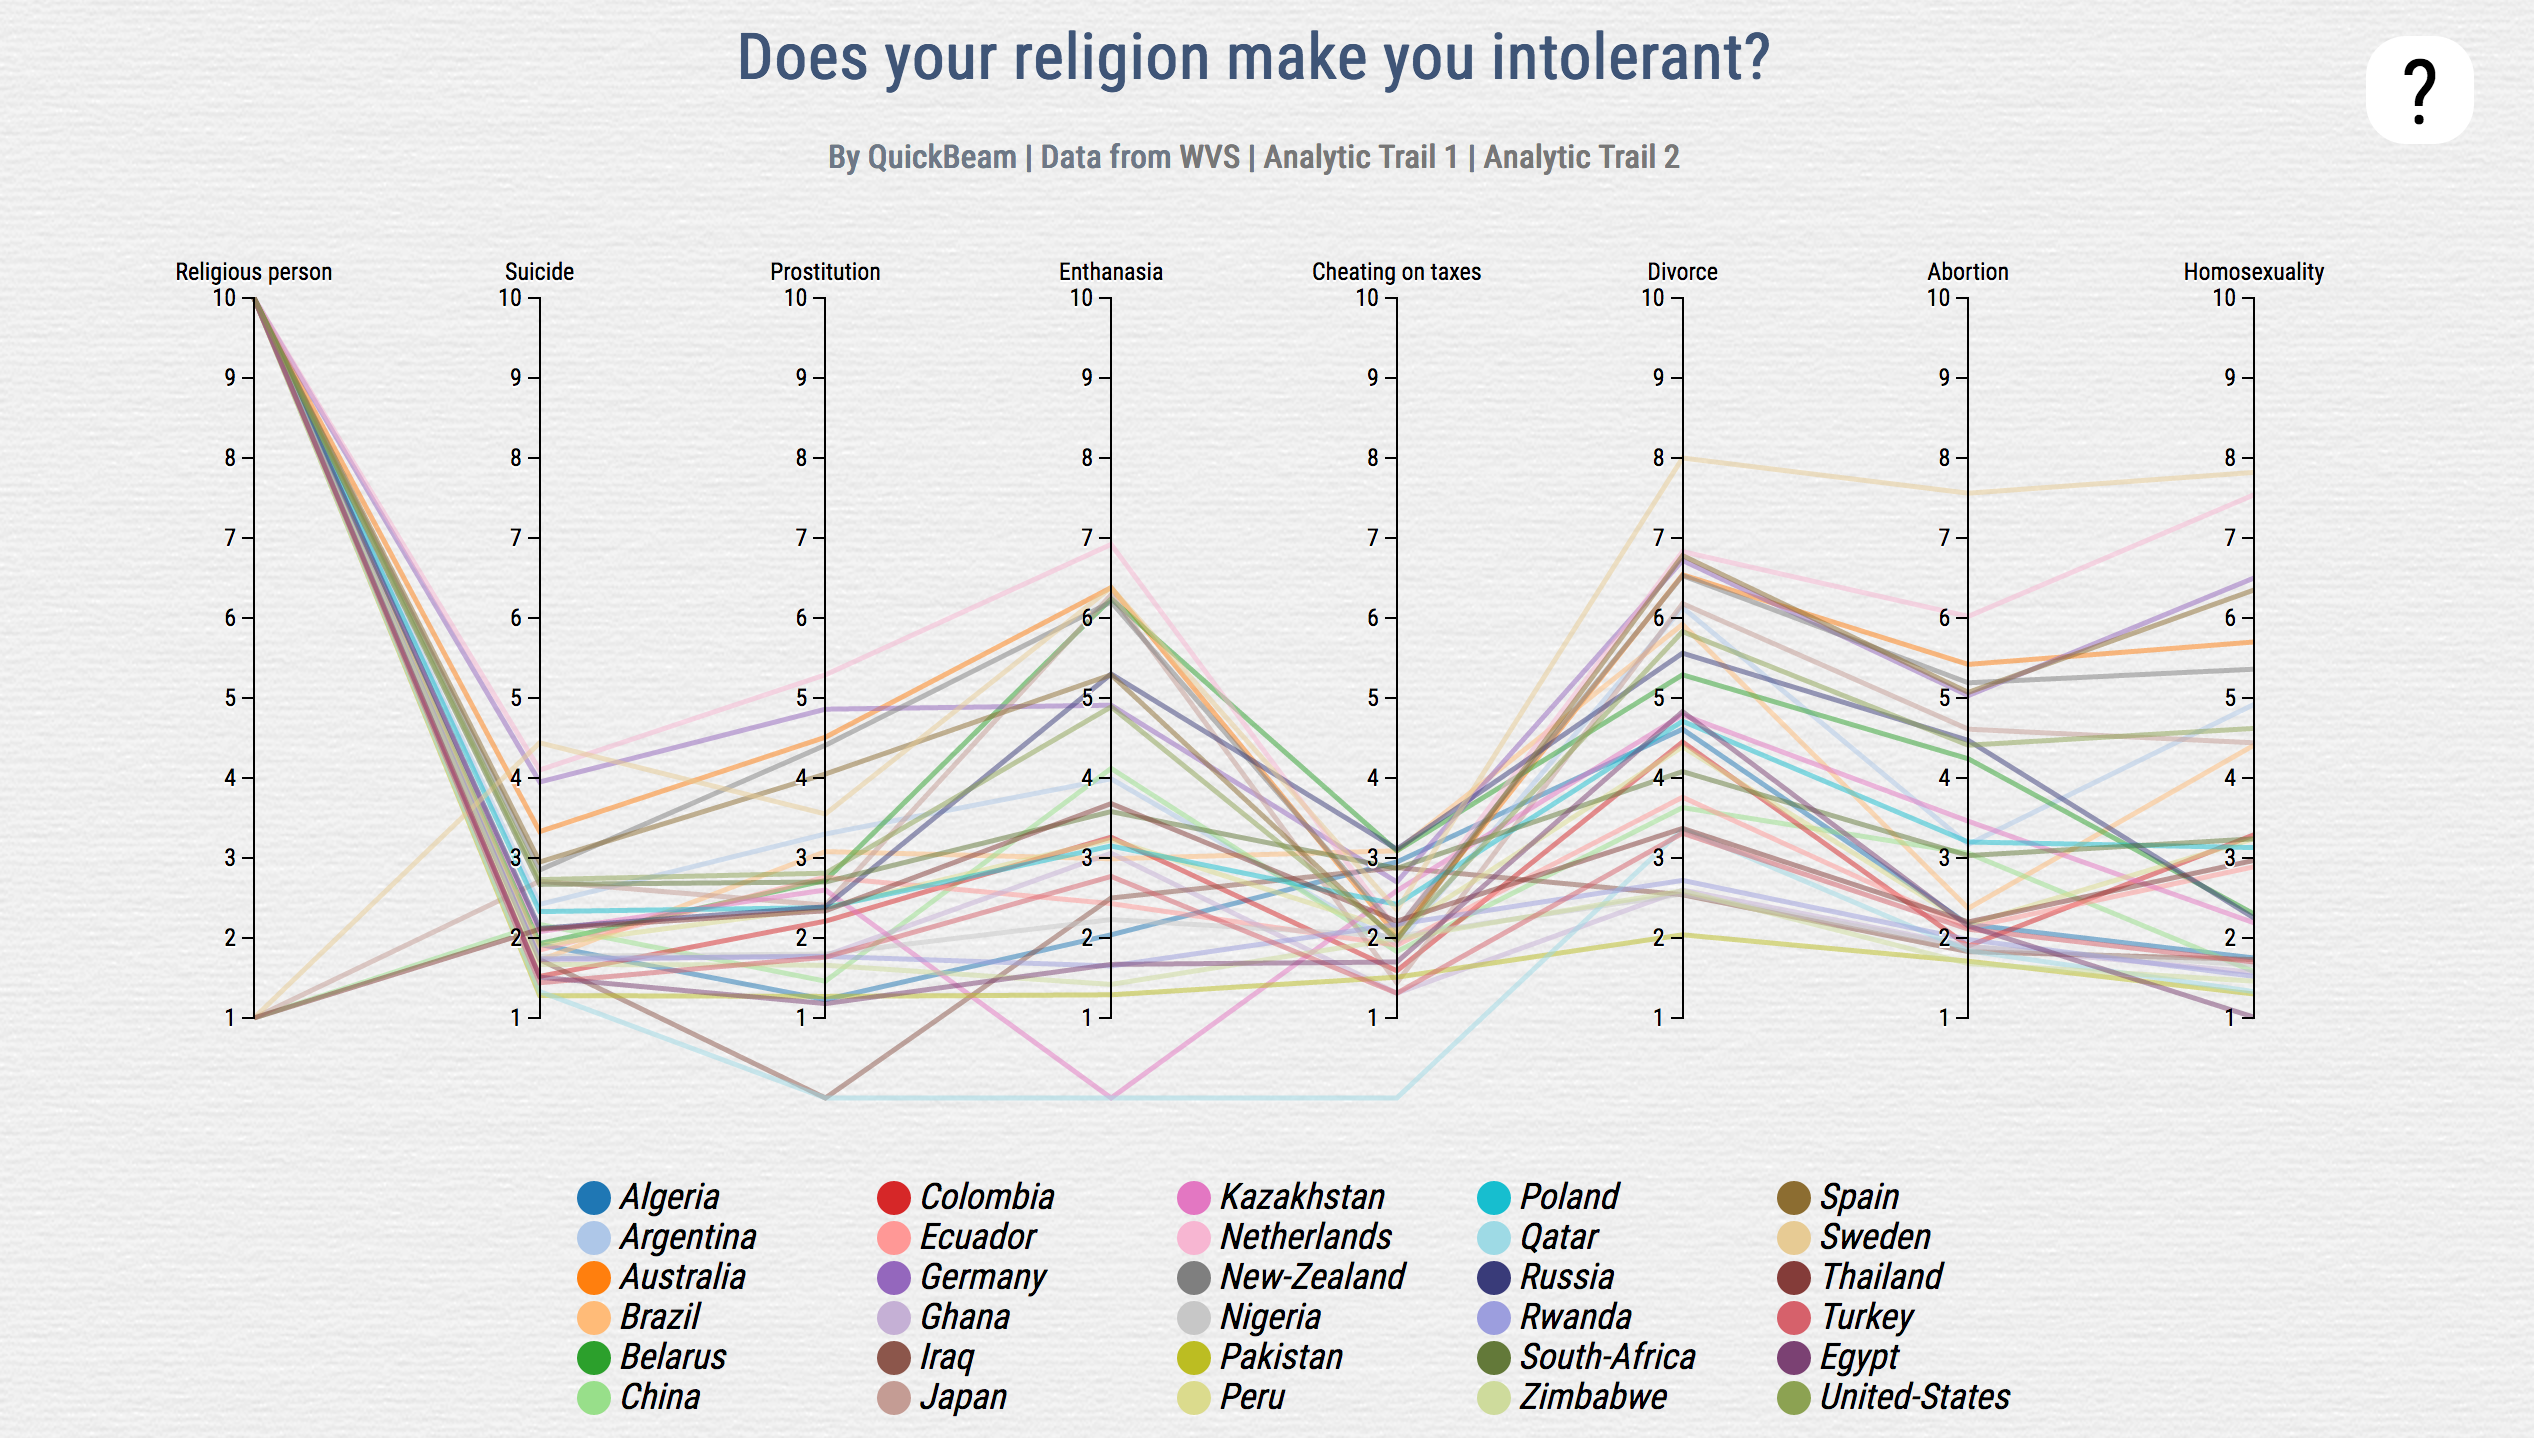 Does your religion make you intolerant?
?
By QuickBeam | Data from WVS | Analytic Trail 1 | Analytic Trail 2
Religious person Suicide Prostitution Enthanasia Cheating on taxes Divorce Abortion Homosexuality
10 10 10 10 10 10 10 10
9 9 9 9 9 9 9 9
8 8 8 8 8 8 8 8
7 7 7 7 7 7 7 7
6 6 6 6 6 6 6 6
5 5 5 5 5 5 5 5
4 4 4 4 4 4 4 4
3 3 3 3 3 3 3 3
2 2 2 2 2 2 2 2
1 1 1 1 1 1 1 1
Algeria Colombia Kazakhstan Poland Spain
Argentina Ecuador Netherlands Qatar Sweden
Australia Germany New-Zealand Russia Thailand
Brazil Ghana Nigeria Rwanda Turkey
Belarus Iraq Pakistan South-Africa Egypt
China Japan Peru Zimbabwe United-States